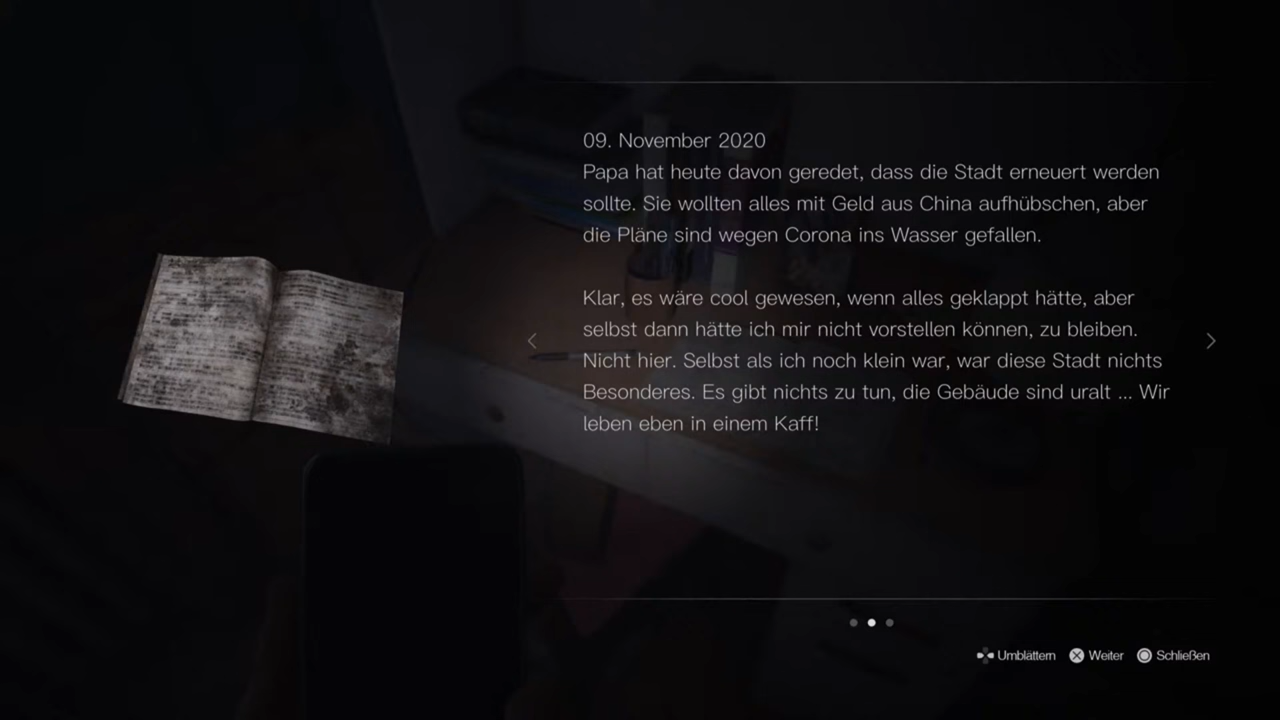 09. November 2020
Papa hat heute davon geredet, dass die Stadt erneuert werden
sollte. Sie wollten alles mit Geld aus China aufhübschen, aber
die Pläne sind wegen Corona ins Wasser gefallen.
Klar, es wäre cool gewesen, wenn alles geklappt hätte, aber
selbst dann hätte ich mir nicht vorstellen können, zu bleiben.
Nicht hier. Selbst als ich noch klein war, war diese Stadt nichts
Besonderes. Es gibt nichts zu tun, die Gebäude sind uralt ... Wir
leben eben in einem Kaff!
Umblättern Weiter Schließen